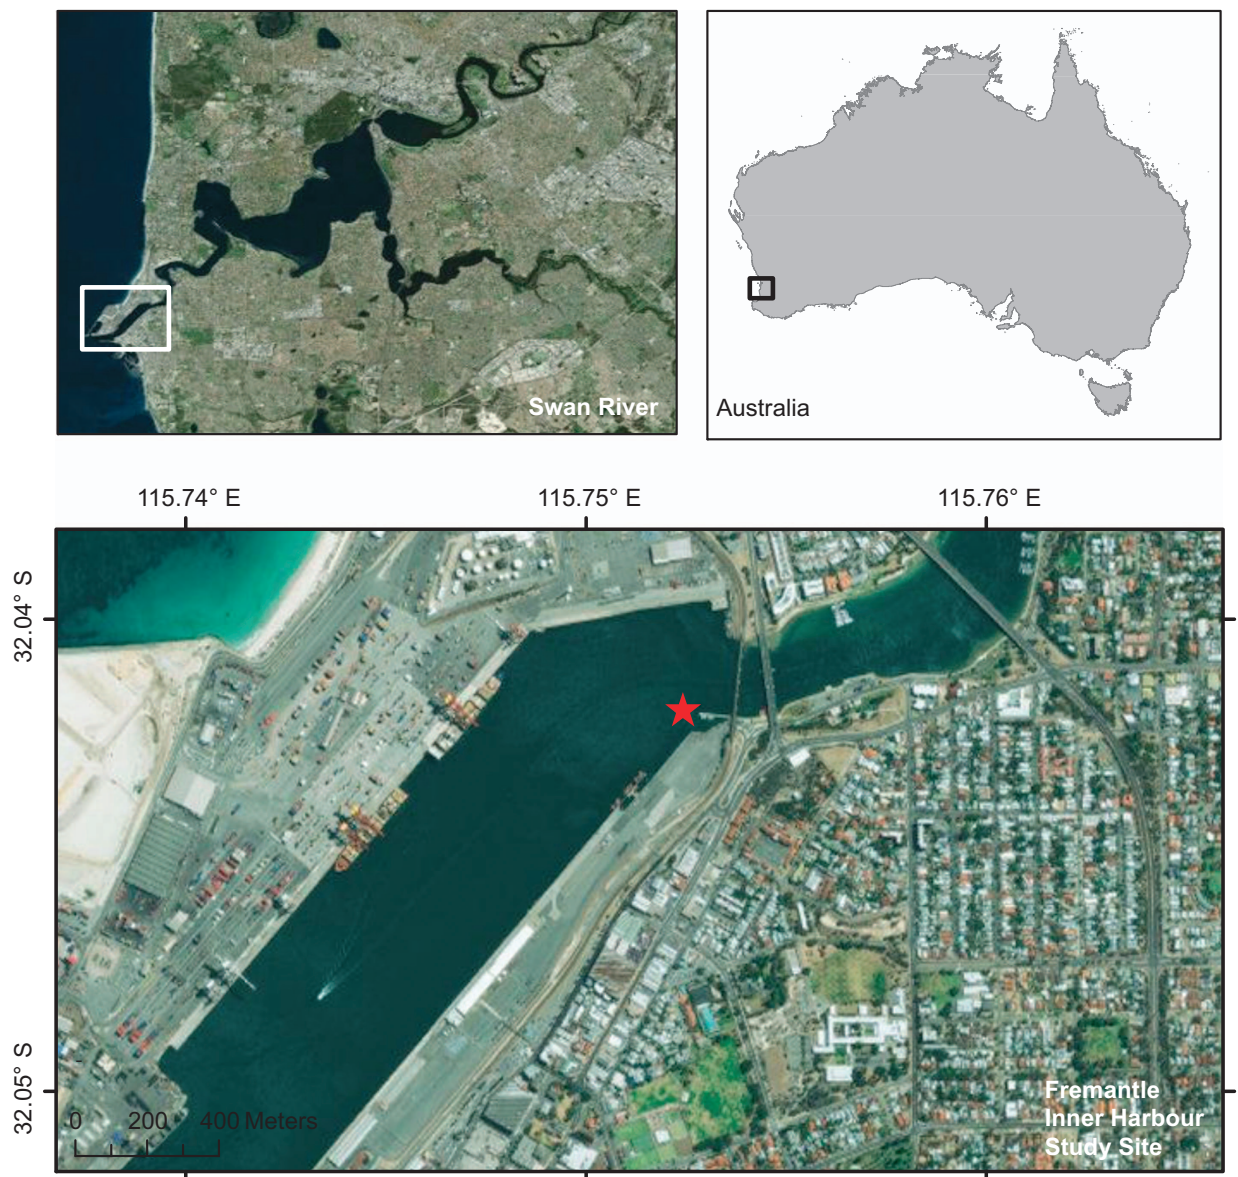 Swan River
Australia
115.74° E
115.75° E
115.76° E
32.04° S
32.05° S
0 200 400 Meters
Fremantle
Inner Harbour
Study Site